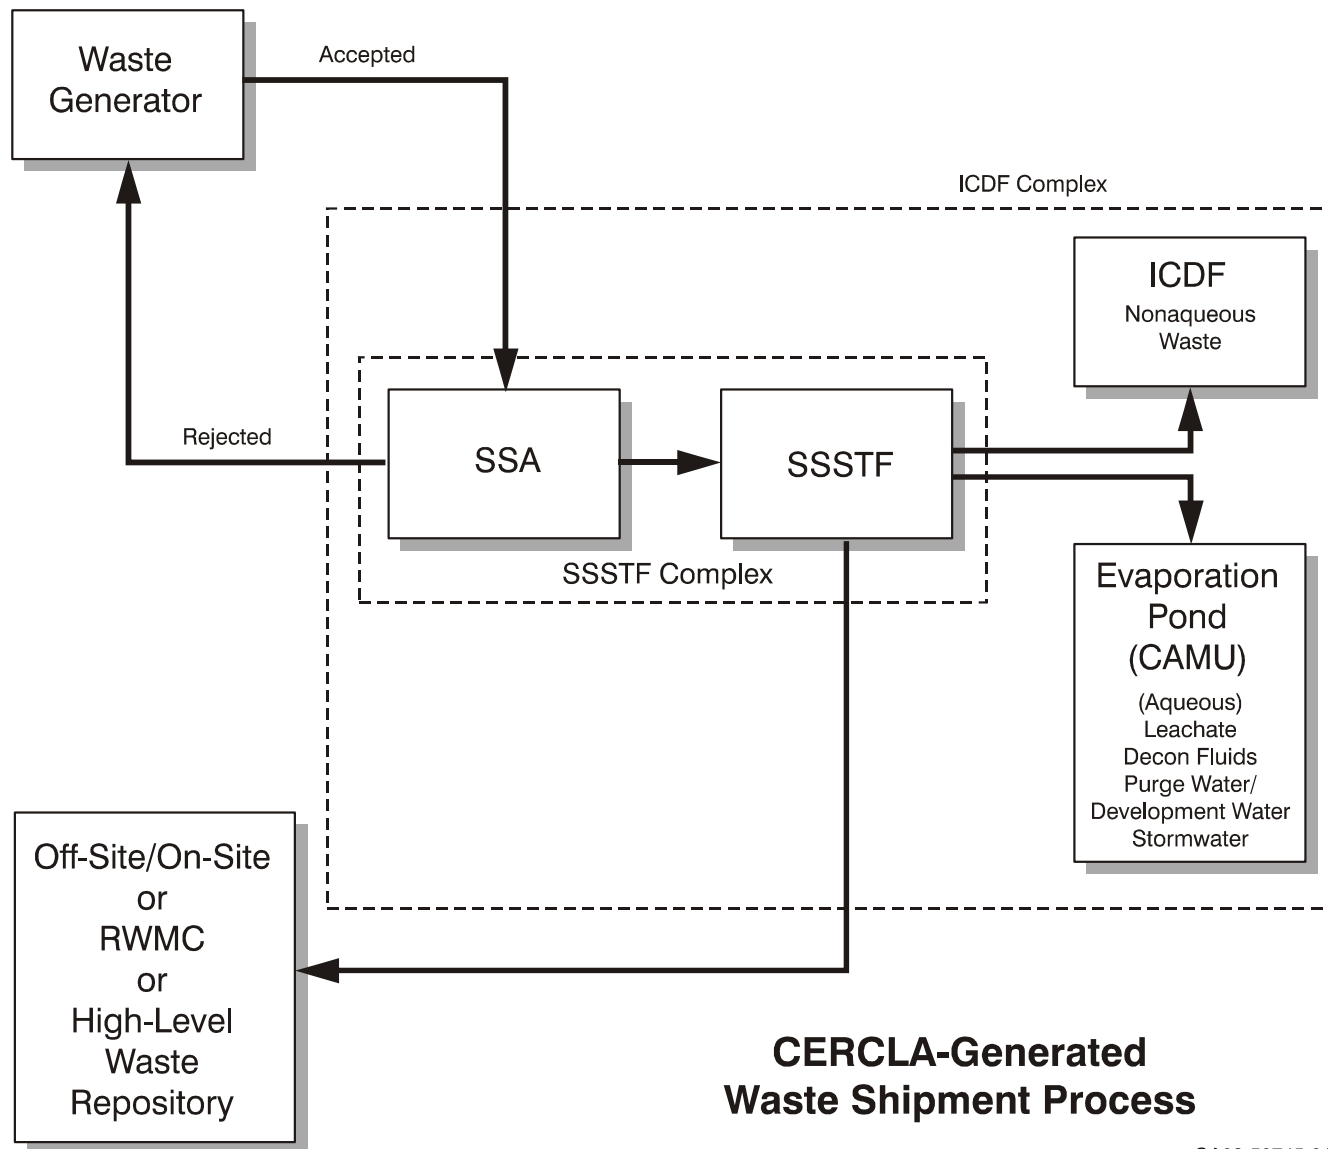 Waste
Generator
Accepted
ICDF Complex
ICDF
Nonaqueous
Waste
Rejected
SSA
SSSTF
SSSTF Complex
Evaporation
Pond
(CAMU)
(Aqueous)
Leachate
Decon Fluids
Purge Water/
Development Water
Stormwater
Off-Site/On-Site
or
RWMC
or
High-Level
Waste
Repository
CERCLA-Generated
Waste Shipment Process